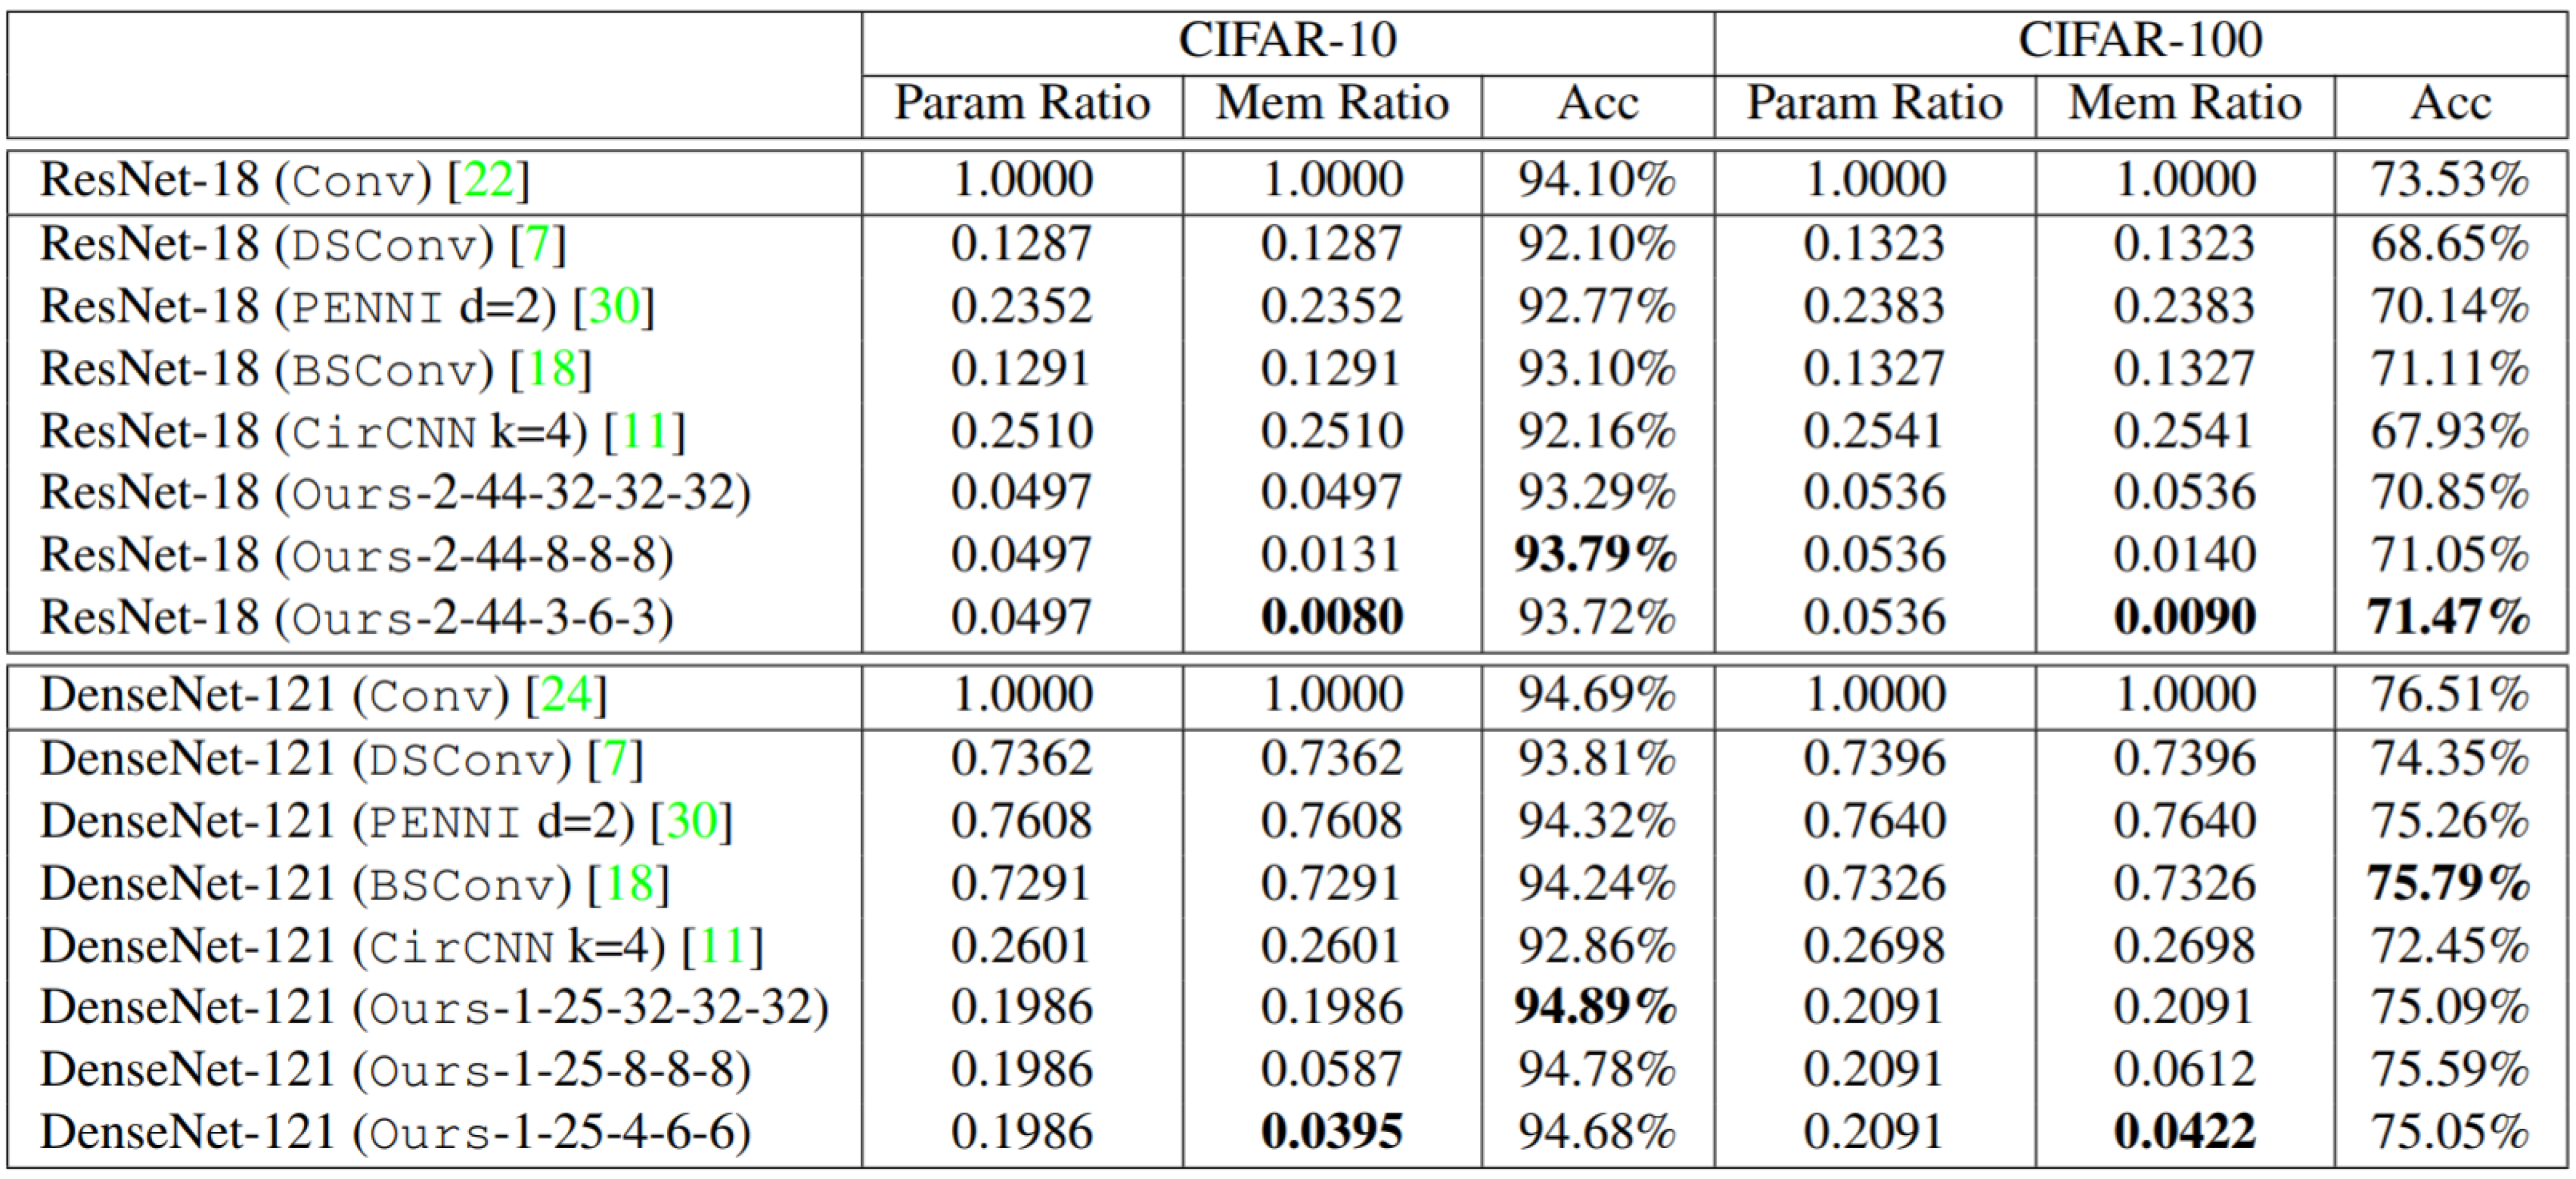 CIFAR-10 CIFAR-100
Param Ratio Mem Ratio Acc Param Ratio Mem Ratio Acc
ResNet-18 (Conv) [22] 1.0000 1.0000 94.10% 1.0000 1.0000 73.53%
ResNet-18 (DSConv) [7] 0.1287 0.1287 92.10% 0.1323 0.1323 68.65%
ResNet-18 (PENNI d=2) [30] 0.2352 0.2352 92.77% 0.2383 0.2383 70.14%
ResNet-18 (BSConv) [18] 0.1291 0.1291 93.10% 0.1327 0.1327 71.11%
ResNet-18 (CirCNN k=4) [11] 0.2510 0.2510 92.16% 0.2541 0.2541 67.93%
ResNet-18 (Ours-2-44-32-32-32) 0.0497 0.0497 93.29% 0.0536 0.0536 70.85%
ResNet-18 (Ours-2-44-8-8-8) 0.0497 0.0131 93.79% 0.0536 0.0140 71.05%
ResNet-18 (Ours-2-44-3-6-3) 0.0497 0.0080 93.72% 0.0536 0.0090 71.47%
DenseNet-121 (Conv) [24] 1.0000 1.0000 94.69% 1.0000 1.0000 76.51%
DenseNet-121 (DSConv) [7] 0.7362 0.7362 93.81% 0.7396 0.7396 74.35%
DenseNet-121 (PENNI d=2) [30] 0.7608 0.7608 94.32% 0.7640 0.7640 75.26%
DenseNet-121 (BSConv) [18] 0.7291 0.7291 94.24% 0.7326 0.7326 75.79%
DenseNet-121 (CirCNN k=4) [11] 0.2601 0.2601 92.86% 0.2698 0.2698 72.45%
DenseNet-121 (Ours-1-25-32-32-32) 0.1986 0.1986 94.89% 0.2091 0.2091 75.09%
DenseNet-121 (Ours-1-25-8-8-8) 0.1986 0.0587 94.78% 0.2091 0.0612 75.59%
DenseNet-121 (Ours-1-25-4-6-6) 0.1986 0.0395 94.68% 0.2091 0.0422 75.05%